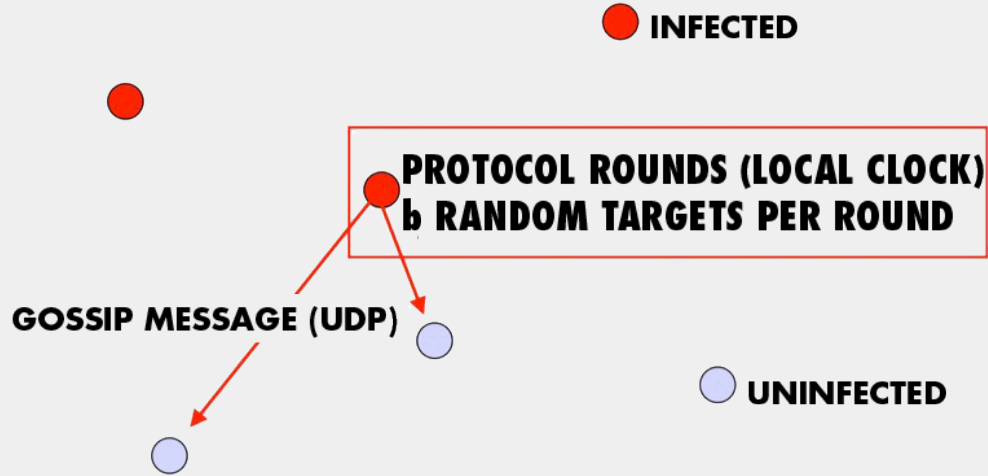 INFECTED
PROTOCOL ROUNDS (LOCAL CLOCK)
b RANDOM TARGETS PER ROUND
GOSSIP MESSAGE (UDP)
UNINFECTED